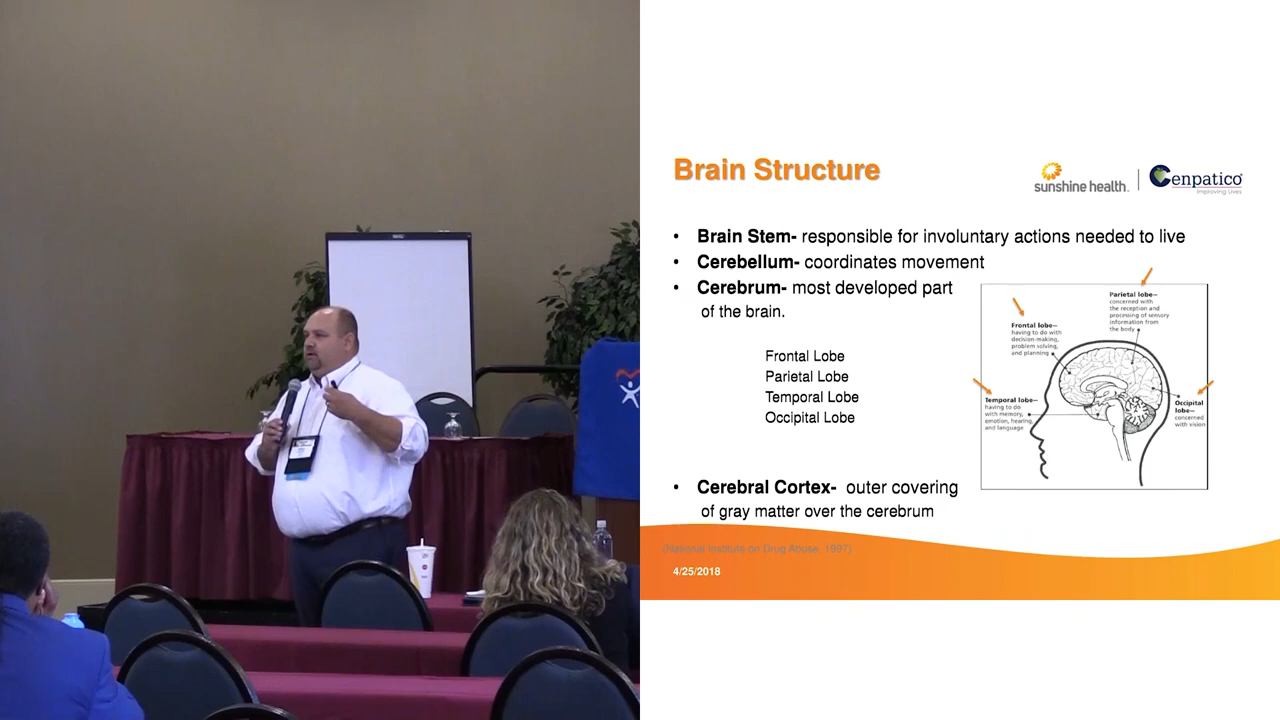 Brain Structure
sunshine health
Cenpatico
Improving Lives
• Brain Stem- responsible for involuntary actions needed to live
• Cerebellum- coordinates movement
• Cerebrum- most developed part
of the brain.
Frontal Lobe
Parietal Lobe
Temporal Lobe
Occipital Lobe
Parietal lobe—
concerned with
the reception and
processing of sensory
information from
the body
Frontal lobe—
having to do with
decision-making,
problem solving,
and planning
Temporal lobe—
having to do
with memory,
emotion, hearing,
and language
Occipital
lobe—
concerned
with vision
• Cerebral Cortex- outer covering
of gray matter over the cerebrum
(National Institute on Drug Abuse, 1997)
4/25/2018